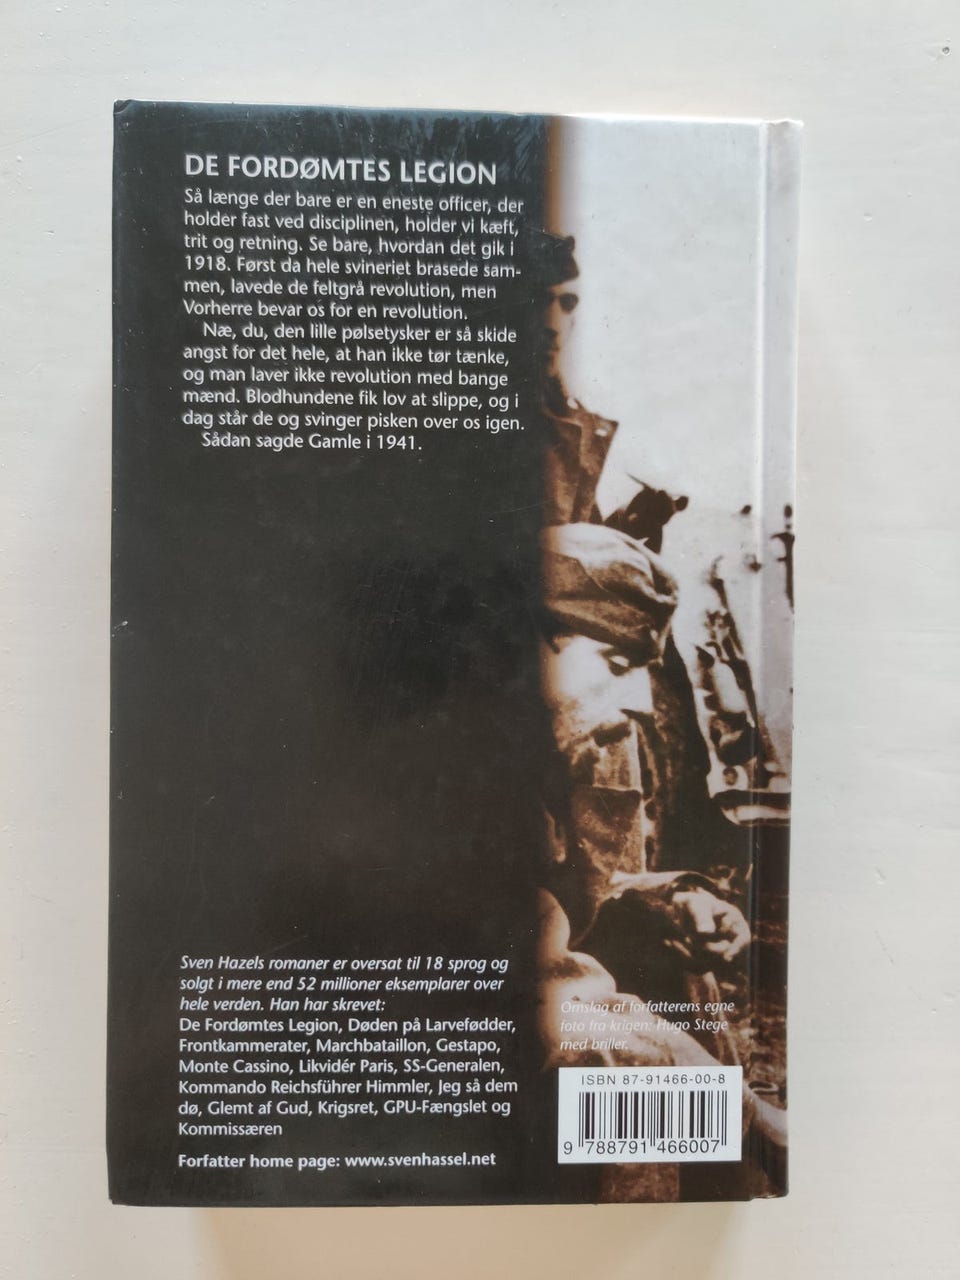 DE FORDØMTES LEGION
Så længe der bare er en eneste officer, der
holder fast ved disciplinen, holder vi kæft,
trit og retning. Se bare, hvordan det gik i
1918. Først da hele svineriet brasede sam-
men, lavede de feltgrå revolution, men
Vorherre bevar os for en revolution.
Næ, du, den lille pølsetysker er så skide
angst for det hele, at han ikke tør tænke,
og man laver ikke revolution med bange
mænd. Blodhundene fik lov at slippe, og i
dag står de og svinger pisken over os igen.
Sådan sagde Gamle i 1941.
Sven Hazels romaner er oversat til 18 sprog og
solgt i mere end 52 millioner eksemplarer over
hele verden. Han har skrevet:
De Fordømtes Legion, Døden på Larvefødder,
Frontkammerater, Marchbataillon, Gestapo,
Monte Cassino, Likvidér Paris, SS-Generalen,
Kommando Reichsführer Himmler, Jeg så dem
dø, Glemt af Gud, Krigsret, GPU-Fængslet og
Kommissæren
Forfatter home page: www.svenhassel.net
Omslag af forfatterens egne
foto fra krigen: Hugo Stege
med briller.
ISBN 87-91466-00-8
9 788791 466007